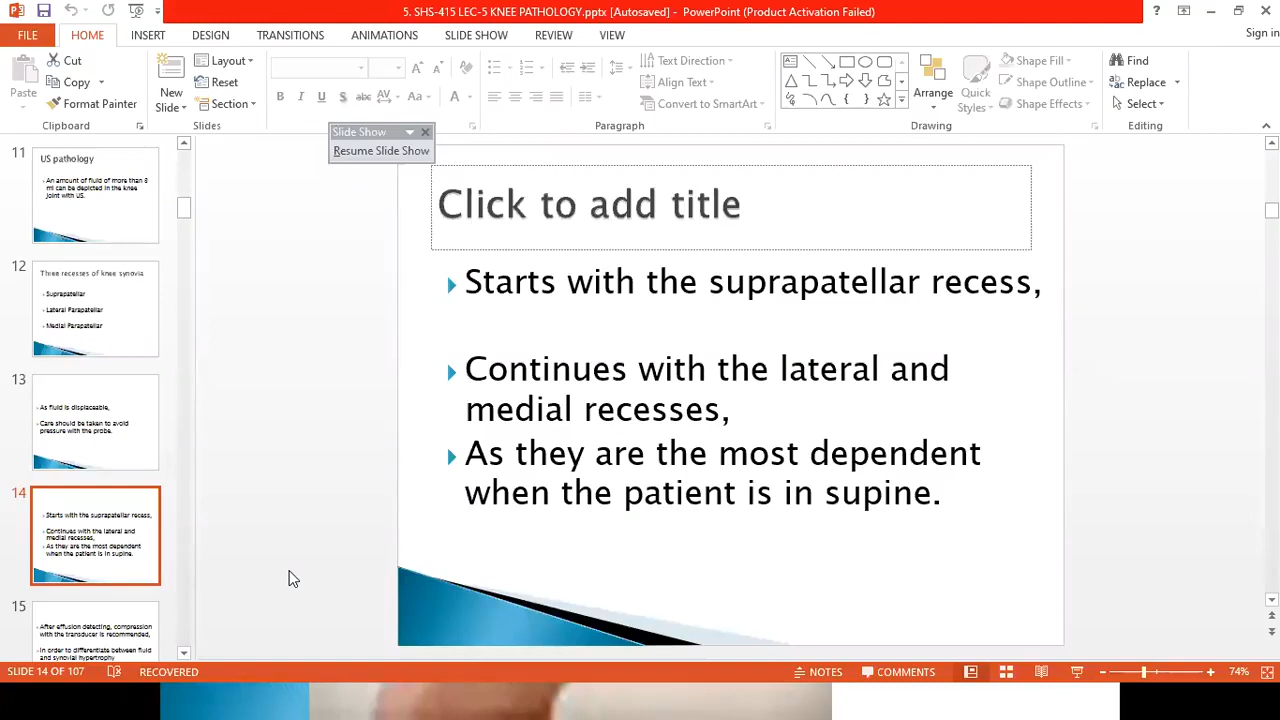 5. SHS-415 LEC-5 KNEE PATHOLOGY.pptx [Autosaved] - PowerPoint (Product Activation Failed)
FILE HOME INSERT DESIGN TRANSITIONS ANIMATIONS SLIDE SHOW REVIEW VIEW Sign in
Paste
Cut
Copy
Format Painter
Clipboard
New
Slide
Layout
Reset
Section
Slides
B I U S abc AV Aa A
Text Direction
Align Text
Convert to SmartArt
Paragraph
Arrange
Quick
Styles
Shape Fill
Shape Outline
Shape Effects
Drawing
Find
Replace
Select
Editing
Slide Show
Resume Slide Show
11
US pathology
An amount of fluid of more than 8
ml can be depicted in the knee
joint with US.
12
Three recesses of knee synovia
Suprapatellar
Lateral Parapatellar
Medial Parapatellar
13
As fluid is displaceable,
Care should be taken to avoid
pressure with the probe.
14
Starts with the suprapatellar recess,
Continues with the lateral and
medial recesses,
As they are the most dependent
when the patient is in supine.
15
After effusion detecting, compression
with the transducer is recommended,
In order to differentiate between fluid
and synovial hypertrophy
Click to add title
Starts with the suprapatellar recess,
Continues with the lateral and
medial recesses,
As they are the most dependent
when the patient is in supine.
SLIDE 14 OF 107 RECOVERED NOTES COMMENTS 74%